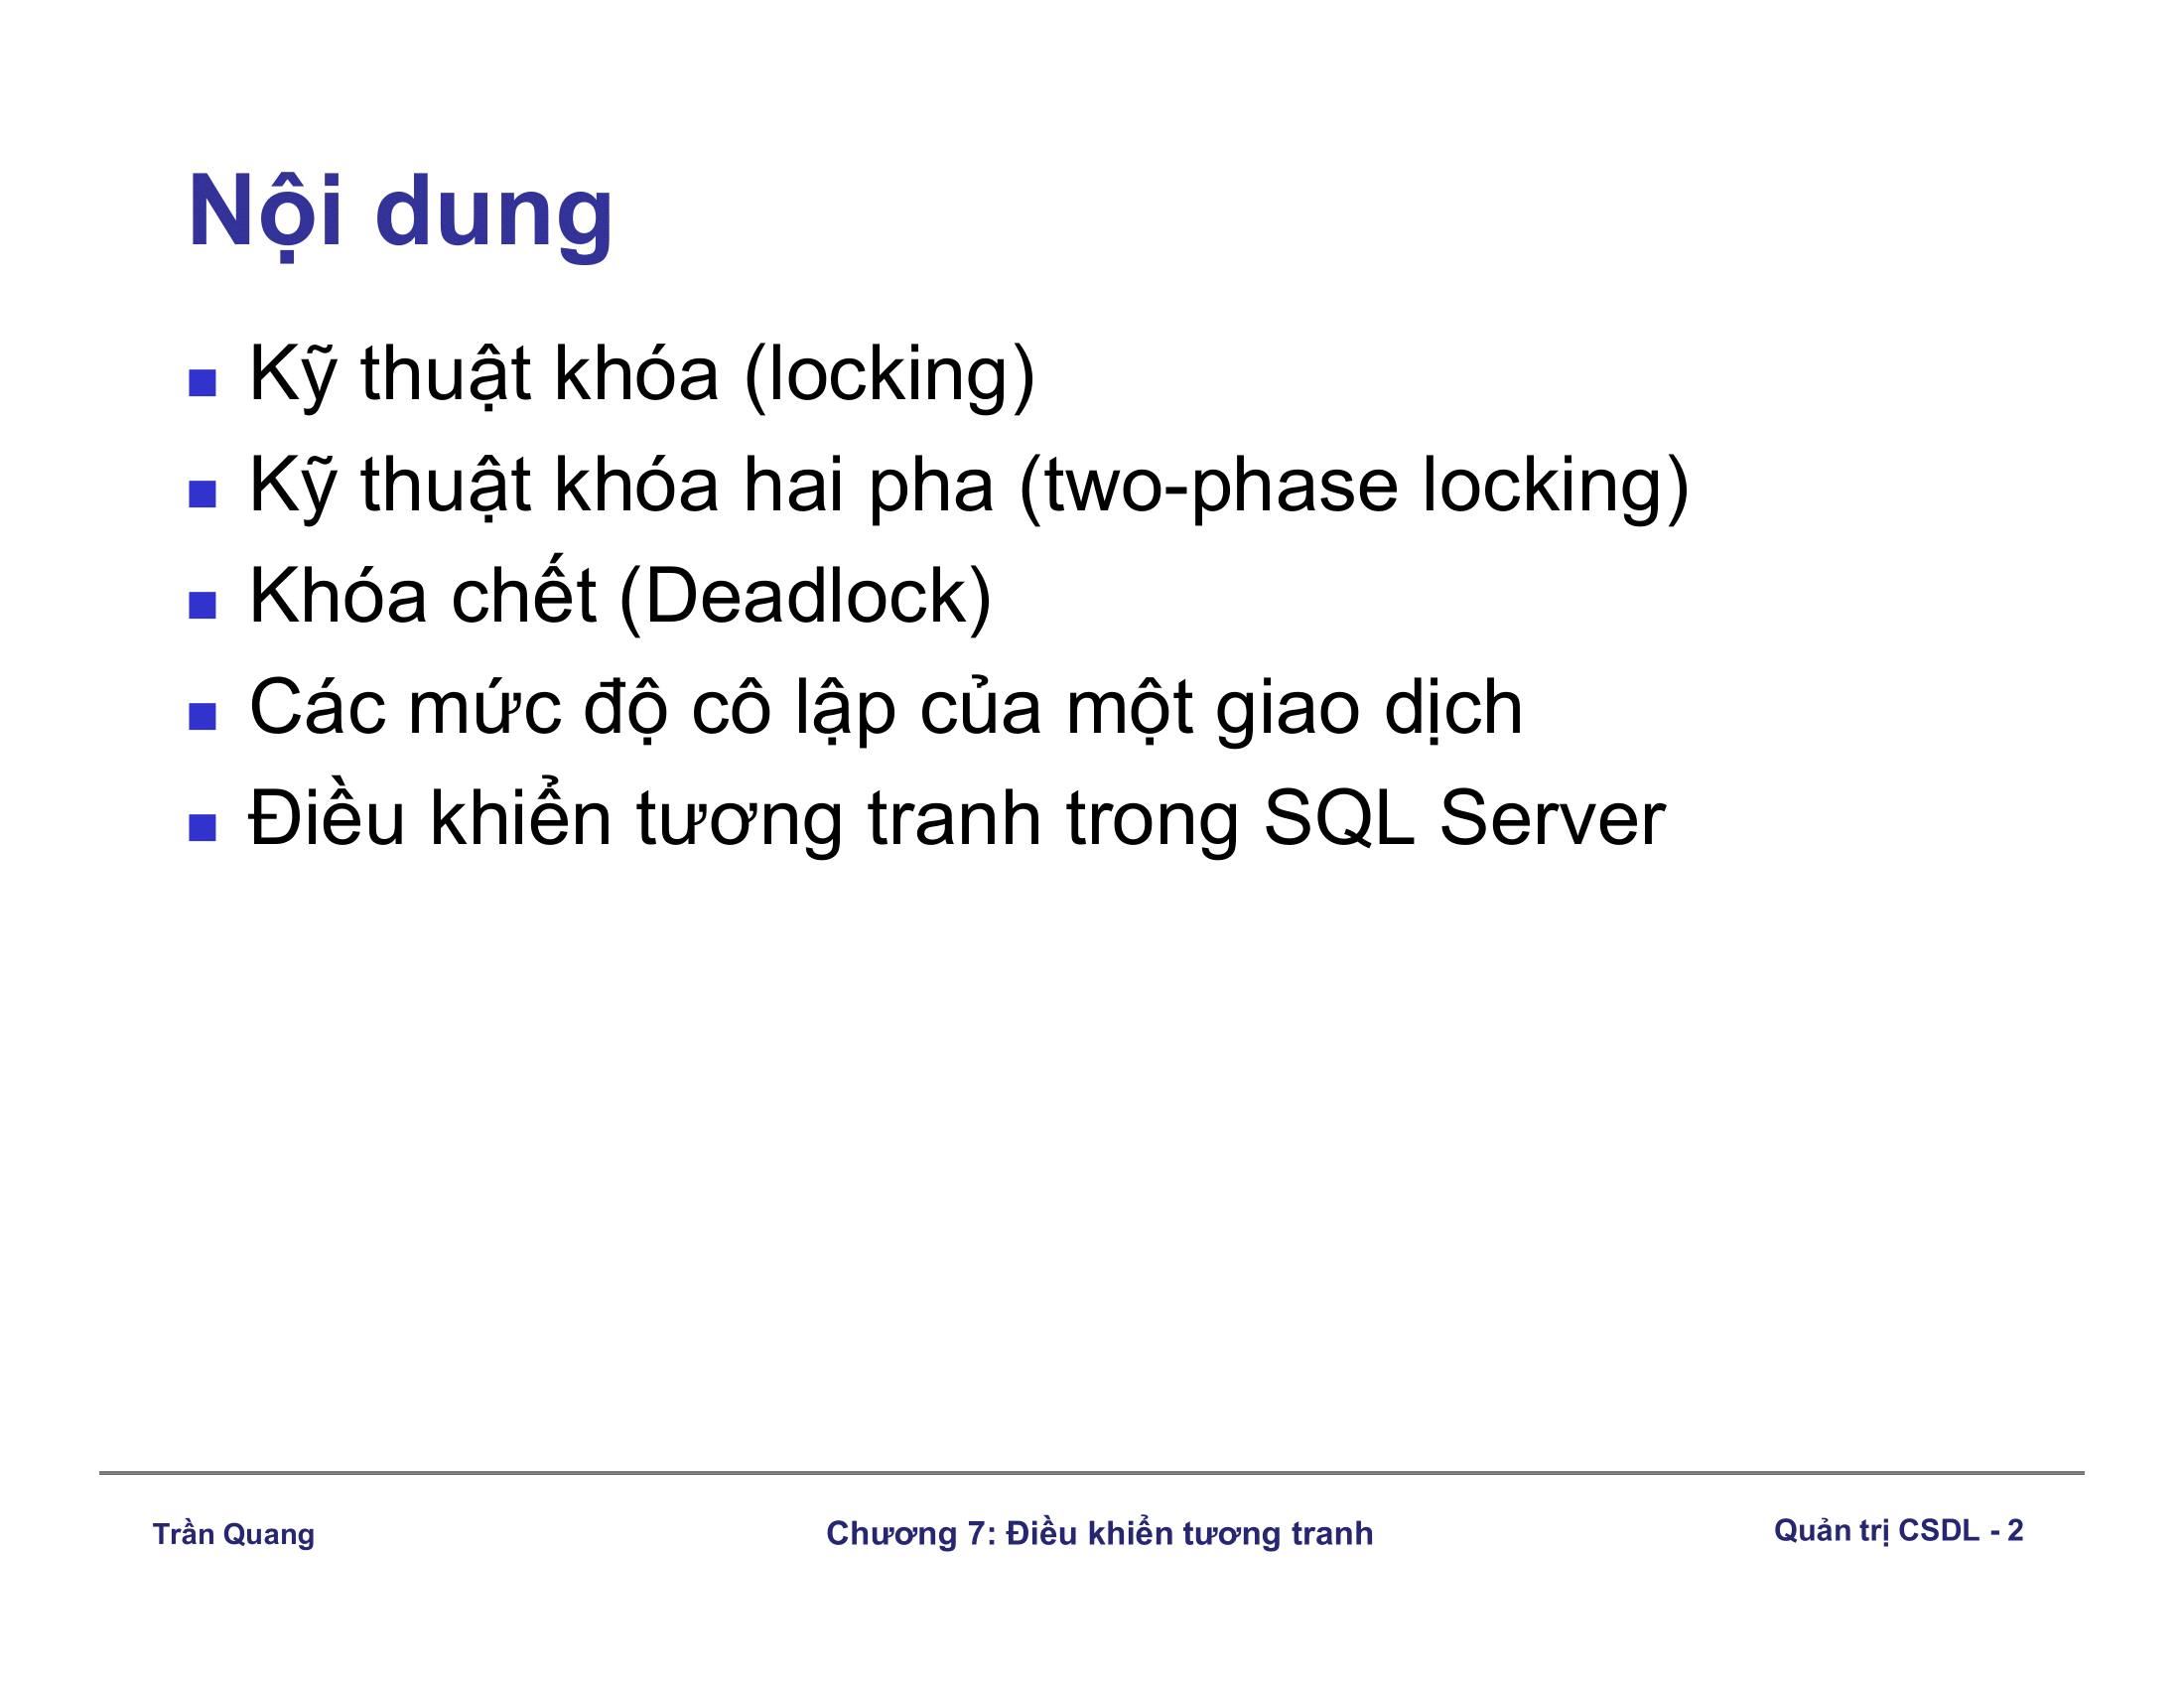 Nội dung
Kỹ thuật khóa (locking)
Kỹ thuật khóa hai pha (two-phase locking)
Khóa chết (Deadlock)
Các mức độ cô lập của một giao dịch
Điều khiển tương tranh trong SQL Server
Trần Quang
Chương 7: Điều khiển tương tranh
Quản trị CSDL - 2